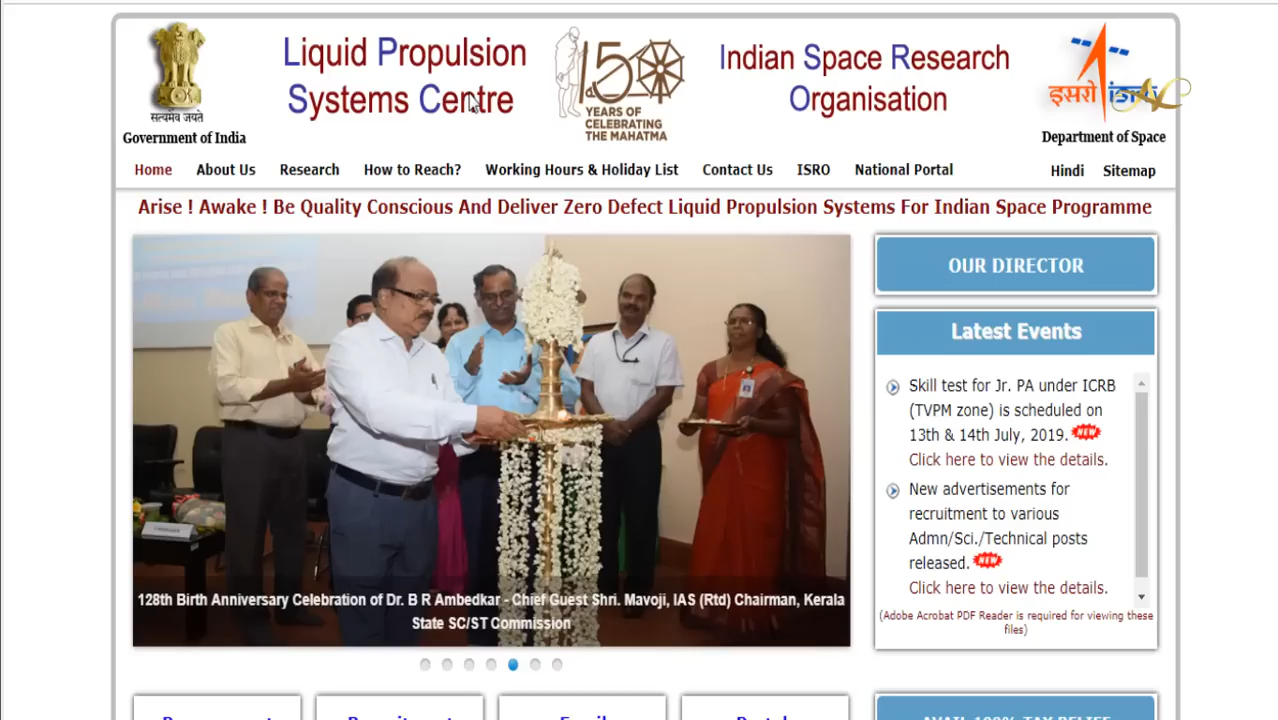 सत्यमेव जयते
Government of India
Liquid Propulsion
Systems Centre
150
YEARS OF
CELEBRATING
THE MAHATMA
Indian Space Research
Organisation
इसरो isro
AC
Department of Space
Home About Us Research How to Reach? Working Hours & Holiday List Contact Us ISRO National Portal Hindi Sitemap
Arise ! Awake ! Be Quality Conscious And Deliver Zero Defect Liquid Propulsion Systems For Indian Space Programme
128th Birth Anniversary Celebration of Dr. B R Ambedkar - Chief Guest Shri. Mavoji, IAS (Rtd) Chairman, Kerala
State SC/ST Commission
OUR DIRECTOR
Latest Events
Skill test for Jr. PA under ICRB
(TVPM zone) is scheduled on
13th & 14th July, 2019. NEW
Click here to view the details.
New advertisements for
recruitment to various
Admn/Sci./Technical posts
released. NEW
Click here to view the details.
(Adobe Acrobat PDF Reader is required for viewing these
files)